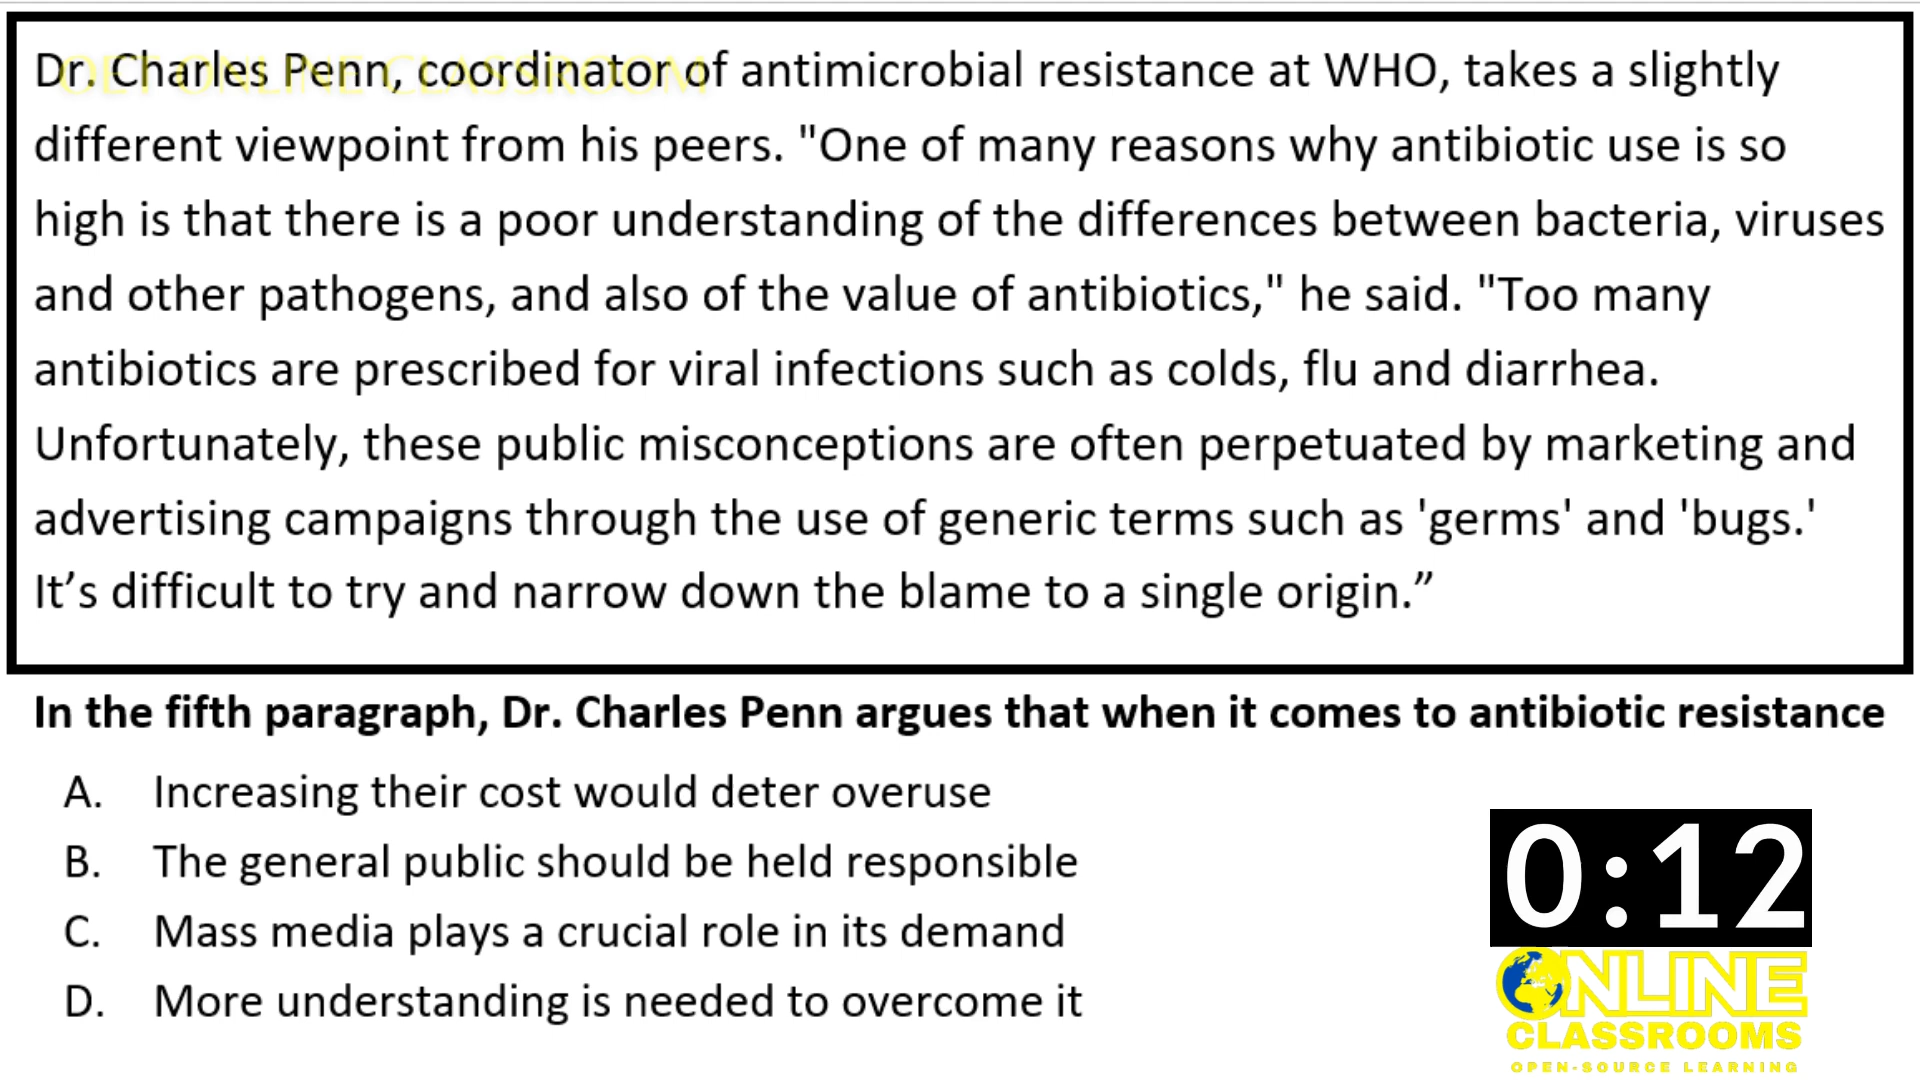 OET ONLINE CLASSROOM
Dr. Charles Penn, coordinator of antimicrobial resistance at WHO, takes a slightly
different viewpoint from his peers. "One of many reasons why antibiotic use is so
high is that there is a poor understanding of the differences between bacteria, viruses
and other pathogens, and also of the value of antibiotics," he said. "Too many
antibiotics are prescribed for viral infections such as colds, flu and diarrhea.
Unfortunately, these public misconceptions are often perpetuated by marketing and
advertising campaigns through the use of generic terms such as 'germs' and 'bugs.'
It’s difficult to try and narrow down the blame to a single origin.”
In the fifth paragraph, Dr. Charles Penn argues that when it comes to antibiotic resistance
A. Increasing their cost would deter overuse
B. The general public should be held responsible
C. Mass media plays a crucial role in its demand
D. More understanding is needed to overcome it
0:12
ONLINE
CLASSROOMS
OPEN-SOURCE LEARNING